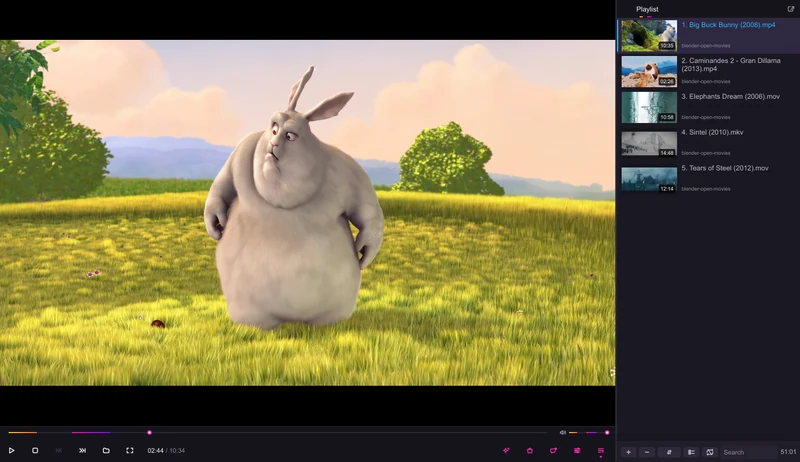 Playlist
1. Big Buck Bunny (2008).mp4
10:35
blender-open-movies
2. Caminandes 2 - Gran Dillama
(2013).mp4
02:26
blender-open-movies
3. Elephants Dream (2006).mov
10:58
blender-open-movies
4. Sintel (2010).mkv
14:48
blender-open-movies
5. Tears of Steel (2012).mov
12:14
blender-open-movies
02:44 / 10:34
Search
51:01